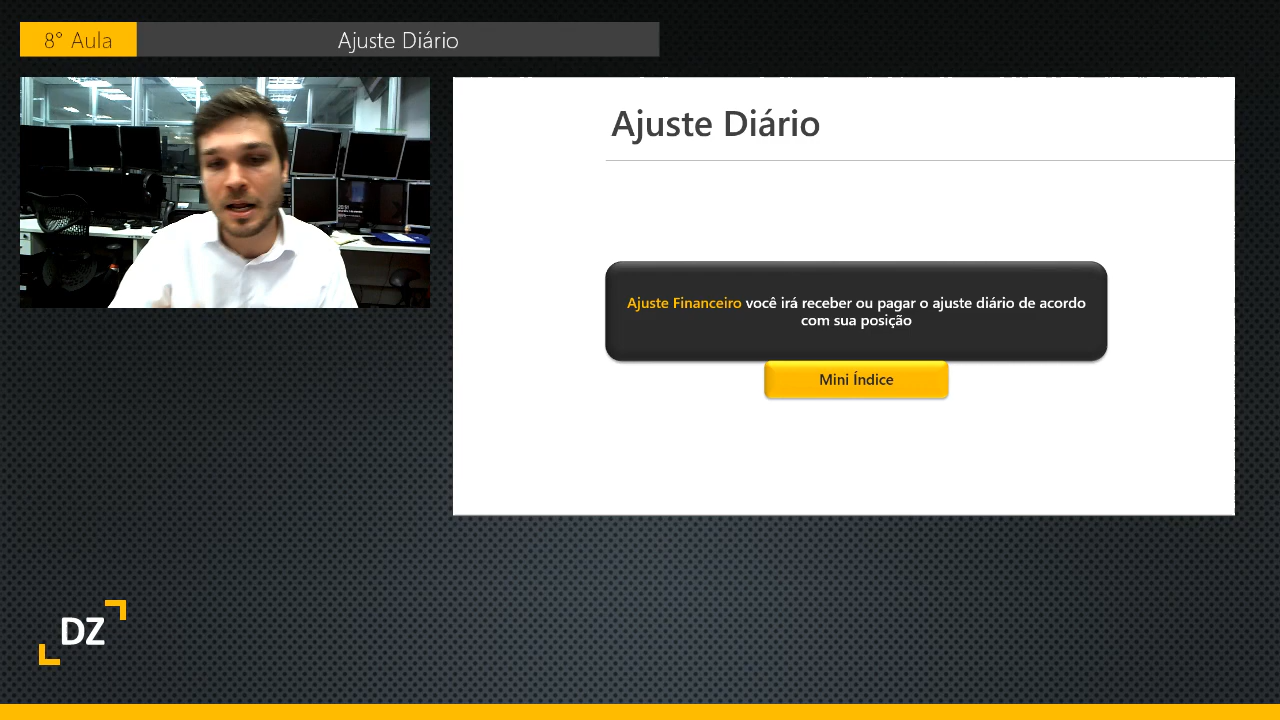 8° Aula
Ajuste Diário
Ajuste Diário
Ajuste Financeiro você irá receber ou pagar o ajuste diário de acordo
com sua posição
Mini Índice
DZ